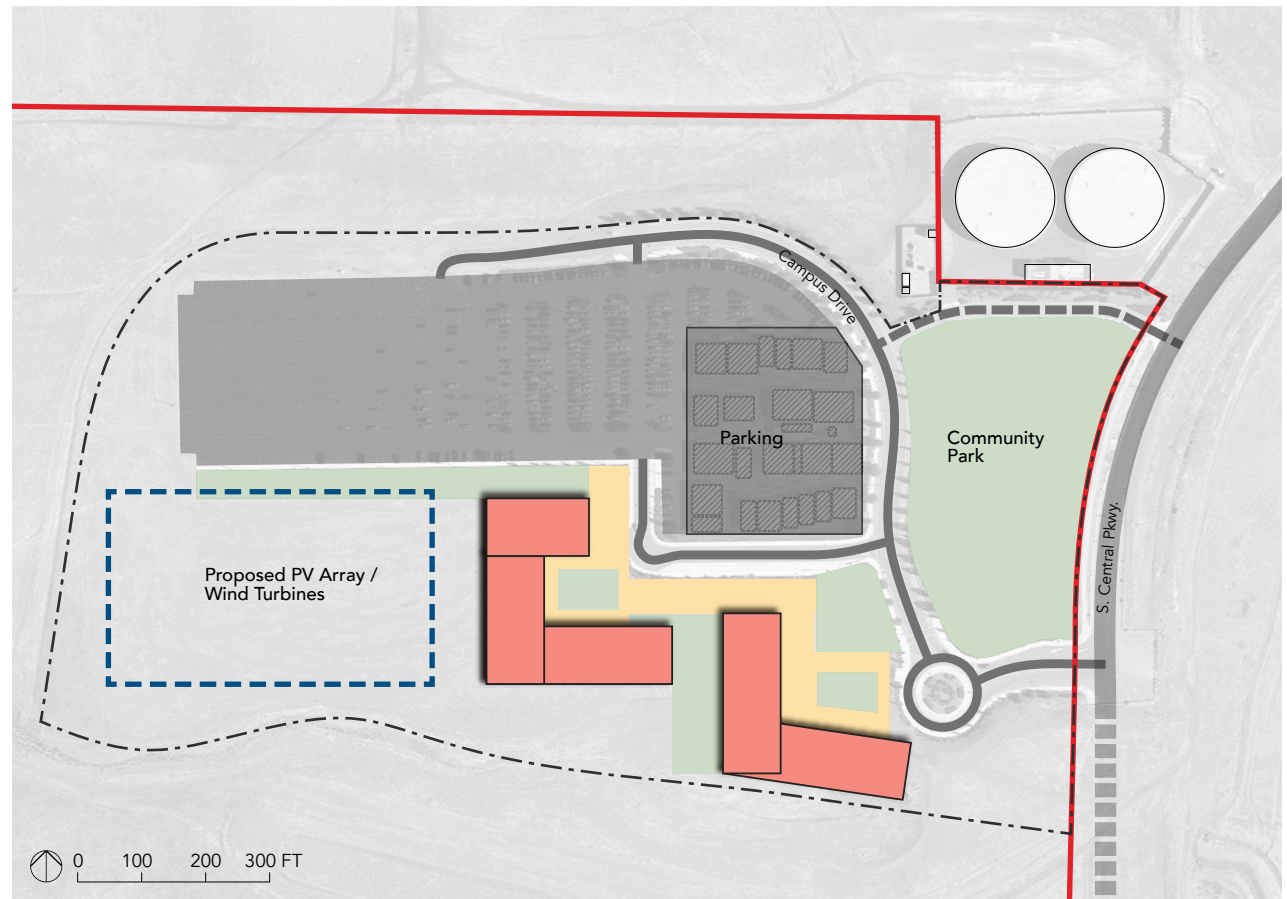 Campus Drive
Parking
Community
Park
S. Central Pkwy.
Proposed PV Array /
Wind Turbines
0 100 200 300 FT